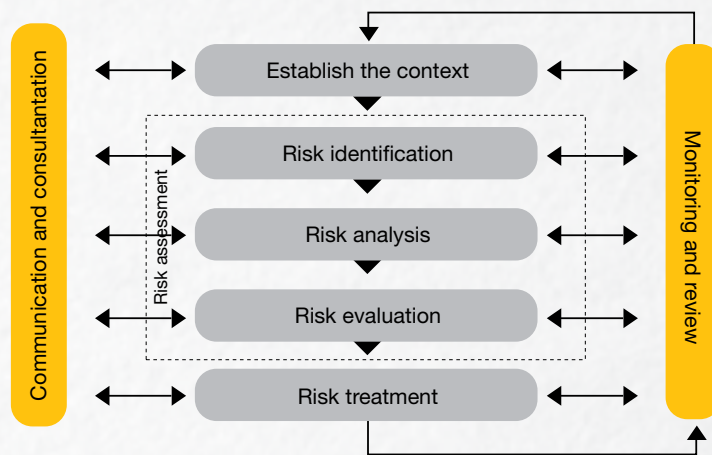 Communication and consultantation
Establish the context
Risk assessment
Risk identification
Risk analysis
Risk evaluation
Risk treatment
Monitoring and review